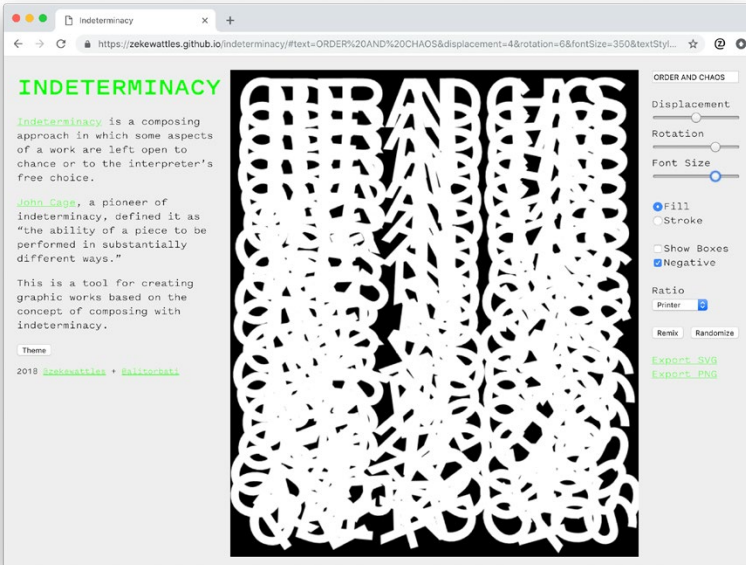 Indeterminacy
https://zekewattles.github.io/indeterminacy/#text=ORDER%20AND%20CHAOS&displacement=4&rotation=6&fontSize=350&textStyl...
INDETERMINACY
Indeterminacy is a composing
approach in which some aspects
of a work are left open to
chance or to the interpreter's
free choice.
John Cage, a pioneer of
indeterminacy, defined it as
“the ability of a piece to be
performed in substantially
different ways.”
This is a tool for creating
graphic works based on the
concept of composing with
indeterminacy.
Theme
2018 @zekewattles + @alitorbati
ORDER AND CHAOS
ORDER AND CHAOS
Displacement
Rotation
Font Size
Fill
Stroke
Show Boxes
Negative
Ratio
Printer
Remix Randomize
Export SVG
Export PNG